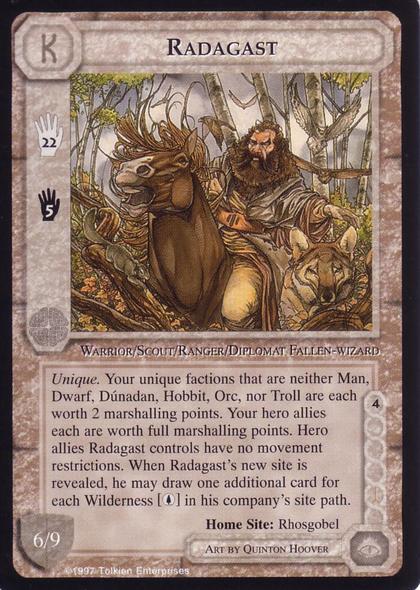 K
RADAGAST
22
5
WARRIOR/SCOUT/RANGER/DIPLOMAT FALLEN-WIZARD
Unique. Your unique factions that are neither Man,
Dwarf, Dúnadan, Hobbit, Orc, nor Troll are each
worth 2 marshalling points. Your hero allies
each are worth full marshalling points. Hero
allies Radagast controls have no movement
restrictions. When Radagast's new site is
revealed, he may draw one additional card for
each Wilderness [] in his company's site path.
4
Home Site: Rhosgobel
6/9
ART BY QUINTON HOOVER
©1997 Tolkien Enterprises